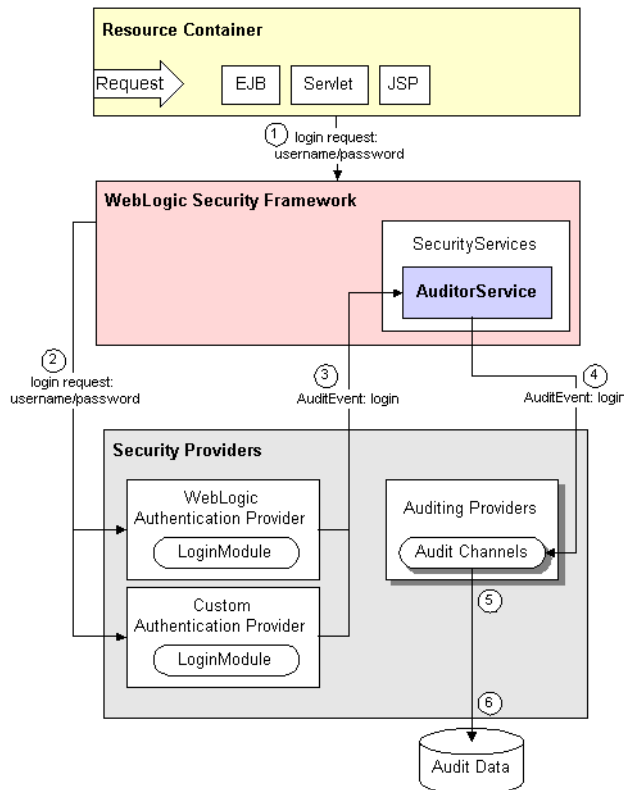 Resource Container
Request
EJB
Servlet
JSP
1
login request:
username/password
WebLogic Security Framework
SecurityServices
AuditorService
2
login request:
username/password
3
AuditEvent: login
4
AuditEvent: login
Security Providers
WebLogic
Authentication Provider
LoginModule
Auditing Providers
Audit Channels
Custom
Authentication Provider
LoginModule
5
6
Audit Data